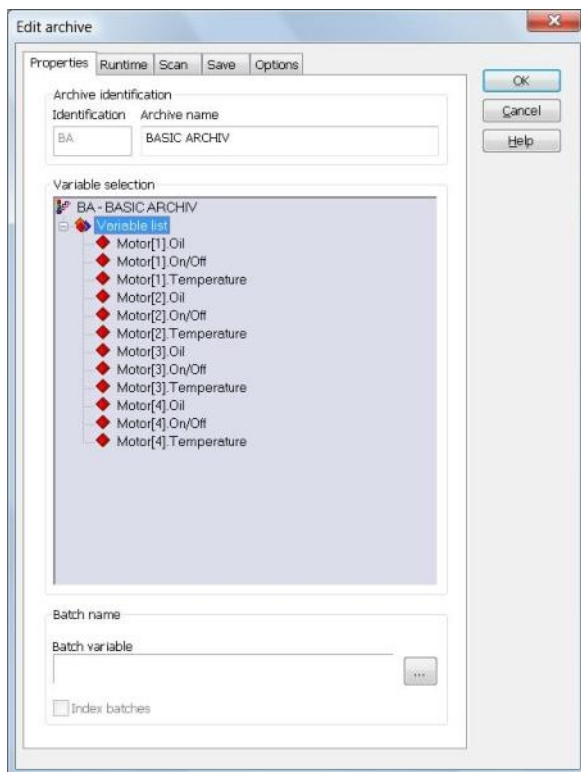 Edit archive
Properties Runtime Scan Save Options
OK
Cancel
Help
Archive identification
Identification Archive name
BA BASIC ARCHIV
Variable selection
BA - BASIC ARCHIV
Variable list
Motor[1].Oil
Motor[1].On/Off
Motor[1].Temperature
Motor[2].Oil
Motor[2].On/Off
Motor[2].Temperature
Motor[3].Oil
Motor[3].On/Off
Motor[3].Temperature
Motor[4].Oil
Motor[4].On/Off
Motor[4].Temperature
Batch name
Batch variable
...
Index batches